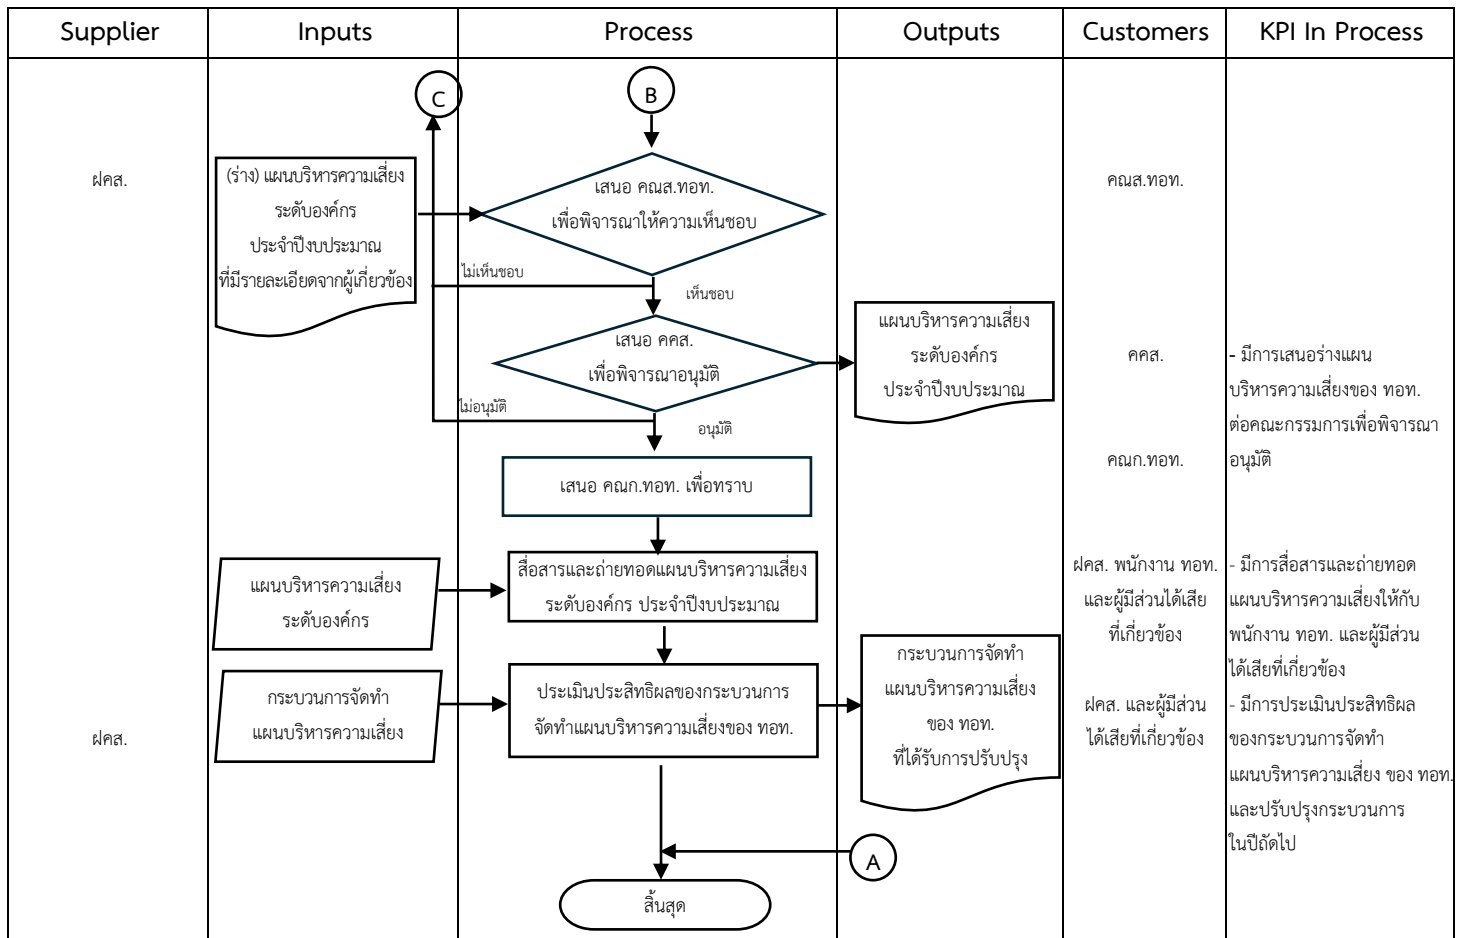 Supplier
Inputs
Process
Outputs
Customers
KPI In Process
C
B
ฝคส.
(ร่าง) แผนบริหารความเสี่ยง
ระดับองค์กร
ประจำปีงบประมาณ
ที่มีรายละเอียดจากผู้เกี่ยวข้อง
เสนอ คณส.ทอท.
เพื่อพิจารณาให้ความเห็นชอบ
คณส.ทอท.
ไม่เห็นชอบ
เห็นชอบ
เสนอ คคส.
เพื่อพิจารณาอนุมัติ
แผนบริหารความเสี่ยง
ระดับองค์กร
ประจำปีงบประมาณ
คคส.
- มีการเสนอร่างแผน
บริหารความเสี่ยงของ ทอท.
ต่อคณะกรรมการเพื่อพิจารณา
อนุมัติ
ไม่อนุมัติ
อนุมัติ
คณก.ทอท.
เสนอ คณก.ทอท. เพื่อทราบ
แผนบริหารความเสี่ยง
ระดับองค์กร
สื่อสารและถ่ายทอดแผนบริหารความเสี่ยง
ระดับองค์กร ประจำปีงบประมาณ
ฝคส. พนักงาน ทอท.
และผู้มีส่วนได้เสีย
ที่เกี่ยวข้อง
- มีการสื่อสารและถ่ายทอด
แผนบริหารความเสี่ยงให้กับ
พนักงาน ทอท. และผู้มีส่วน
ได้เสียที่เกี่ยวข้อง
ฝคส.
กระบวนการจัดทำ
แผนบริหารความเสี่ยง
ประเมินประสิทธิผลของกระบวนการ
จัดทำแผนบริหารความเสี่ยงของ ทอท.
กระบวนการจัดทำ
แผนบริหารความเสี่ยง
ของ ทอท.
ที่ได้รับการปรับปรุง
ฝคส. และผู้มีส่วน
ได้เสียที่เกี่ยวข้อง
- มีการประเมินประสิทธิผล
ของกระบวนการจัดทำ
แผนบริหารความเสี่ยง ของ ทอท.
และปรับปรุงกระบวนการ
ในปีถัดไป
A
สิ้นสุด